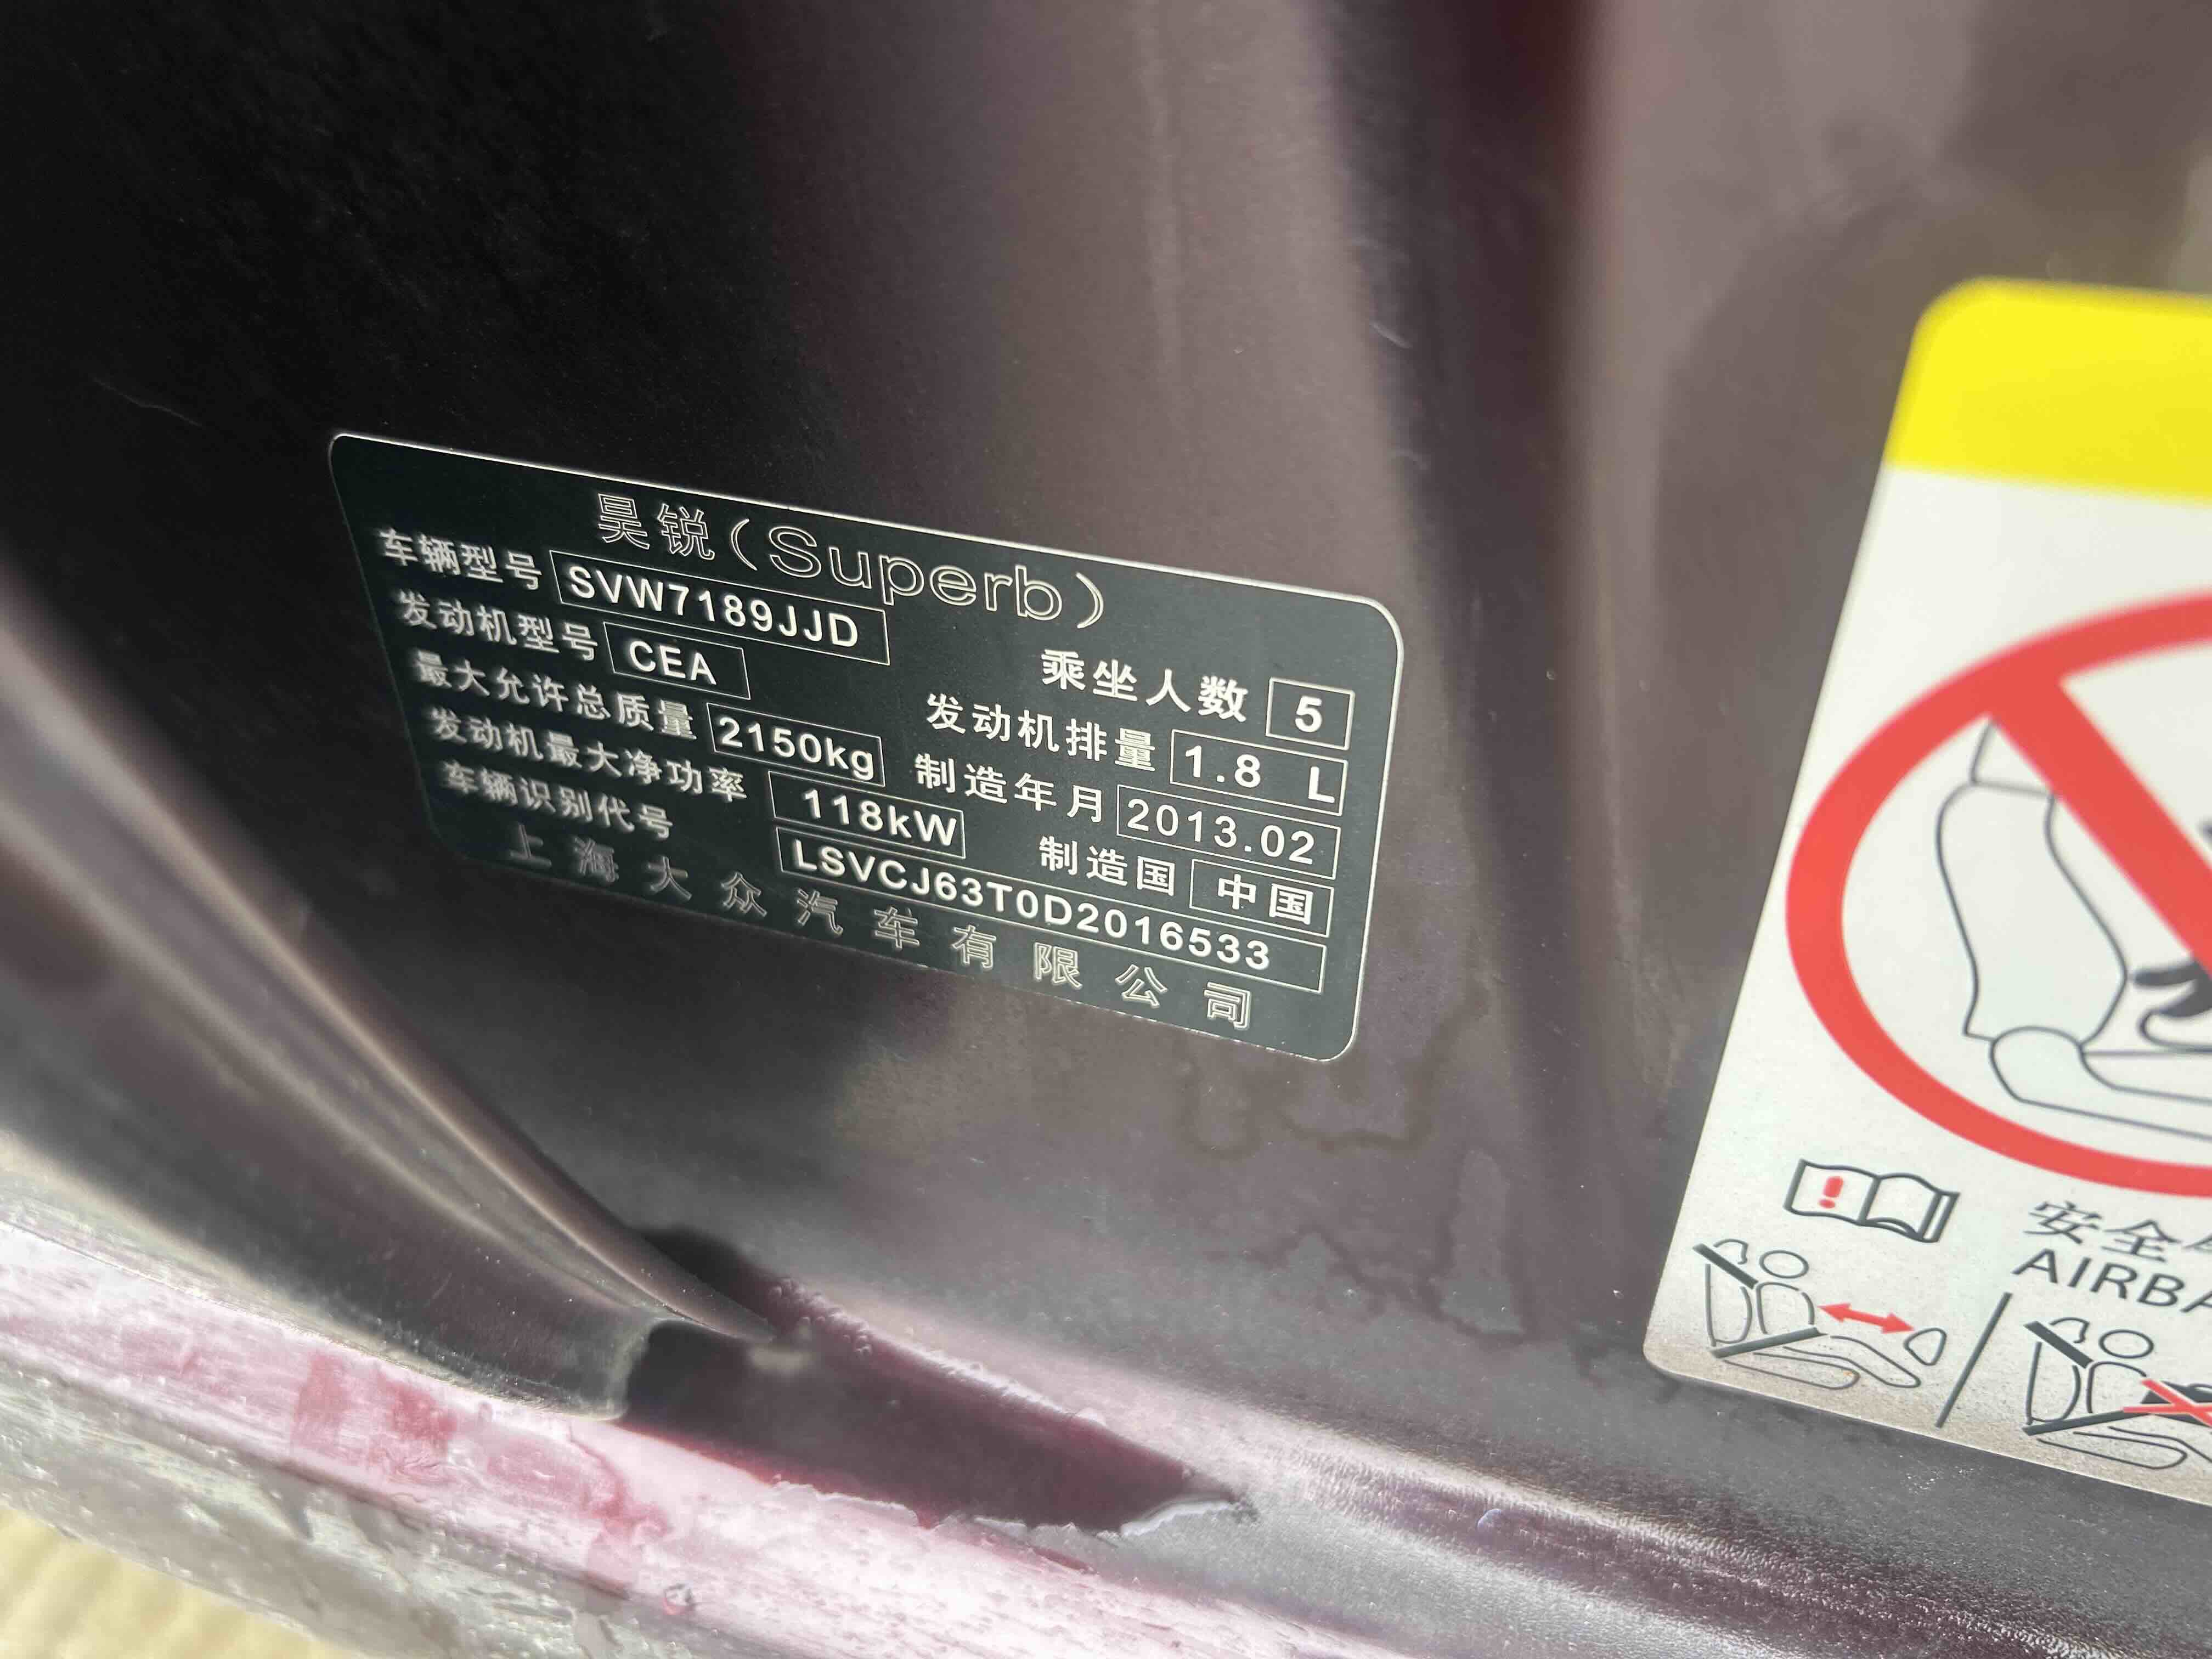 昊锐(Superb)
车辆型号 SVW7189JJD 乘坐人数 5
发动机型号 CEA 发动机排量 1.8 L
最大允许总质量 2150kg 制造年月 2013.02
发动机最大净功率 118kW 制造国 中国
车辆识别代号 LSVCJ63T0D2016533
上海大众汽车有限公司
安全
AIRBA